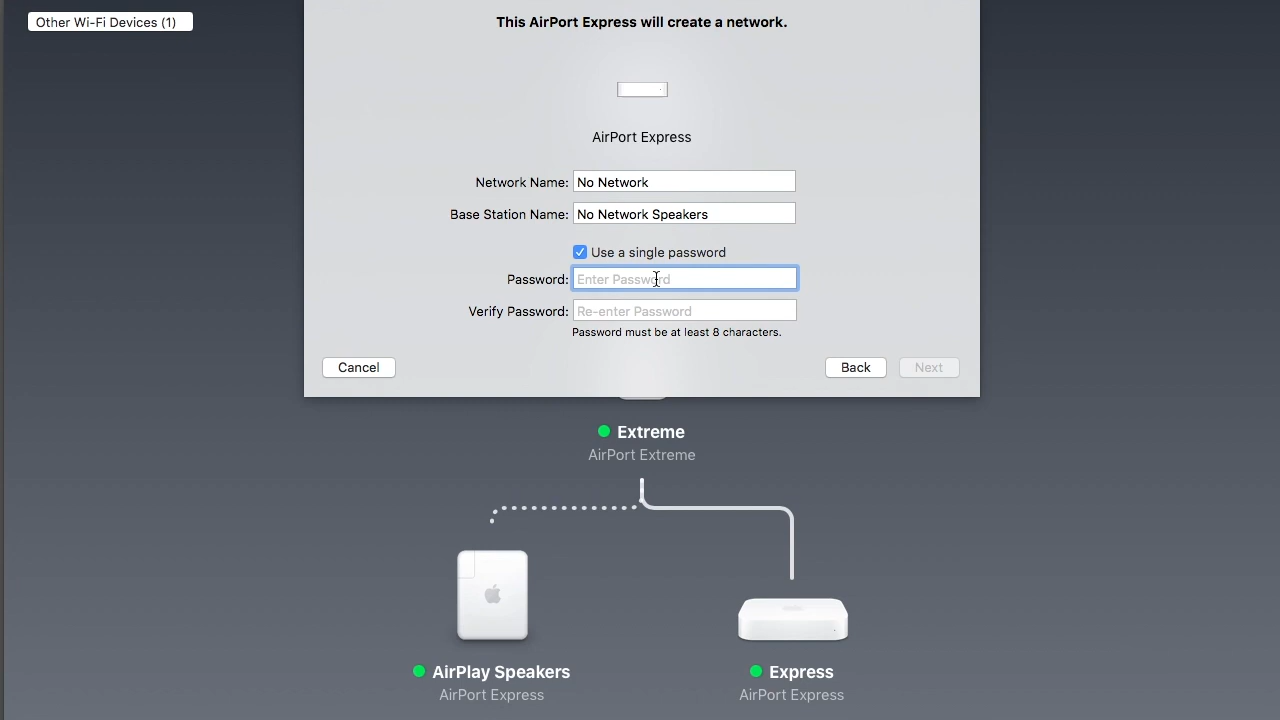 Other Wi-Fi Devices (1)
This AirPort Express will create a network.
AirPort Express
Network Name: No Network
Base Station Name: No Network Speakers
Use a single password
Password: Enter Password
Verify Password: Re-enter Password
Password must be at least 8 characters.
Cancel Back Next
Extreme
AirPort Extreme
AirPlay Speakers Express
AirPort Express AirPort Express